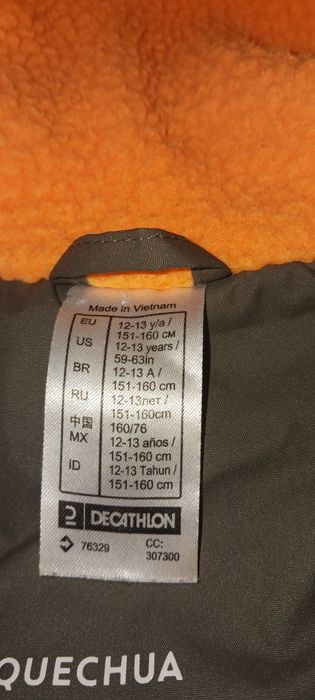 Made in Vietnam
EU 12-13 y/a /
151-160 см
US 12-13 years /
59-63in
BR 12-13 A /
151-160 cm
RU 12-13лет /
151-160cm
中国 160/76
MX 12-13 años /
151-160 cm
ID 12-13 Tahun /
151-160 cm
DECATHLON
76329 CC:
307300
QUECHUA